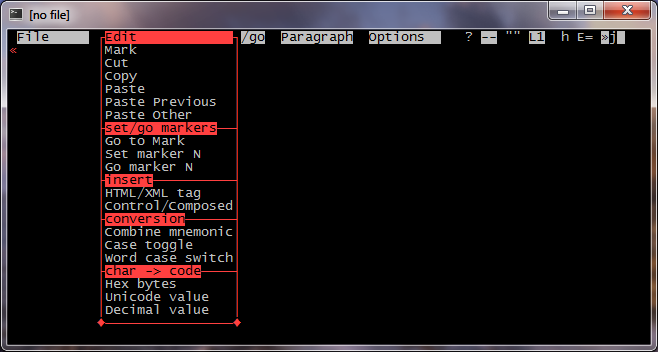 [no file]
File Edit /go Paragraph Options ? -- "" L1 h E= »j
«
Mark
Cut
Copy
Paste
Paste Previous
Paste Other
set/go markers
Go to Mark
Set marker N
Go marker N
insert
HTML/XML tag
Control/Composed
conversion
Combine mnemonic
Case toggle
Word case switch
char -> code
Hex bytes
Unicode value
Decimal value